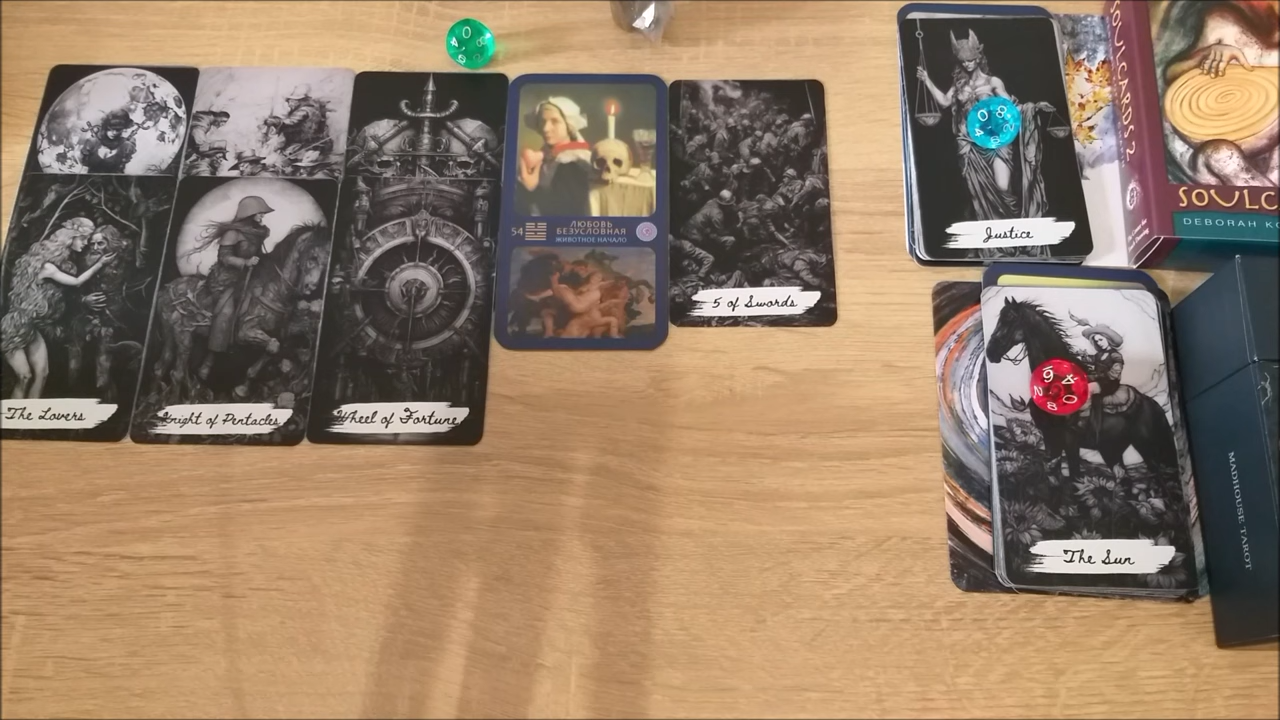 The Lovers
Knight of Pentacles
Wheel of Fortune
54
ЛЮБОВЬ
БЕЗУСЛОВНАЯ
ЖИВОТНОЕ НАЧАЛО
5 of Swords
Justice
SOULCARDS 2
SOULC
DEBORAH KO
The Sun
MADHOUSE TAROT